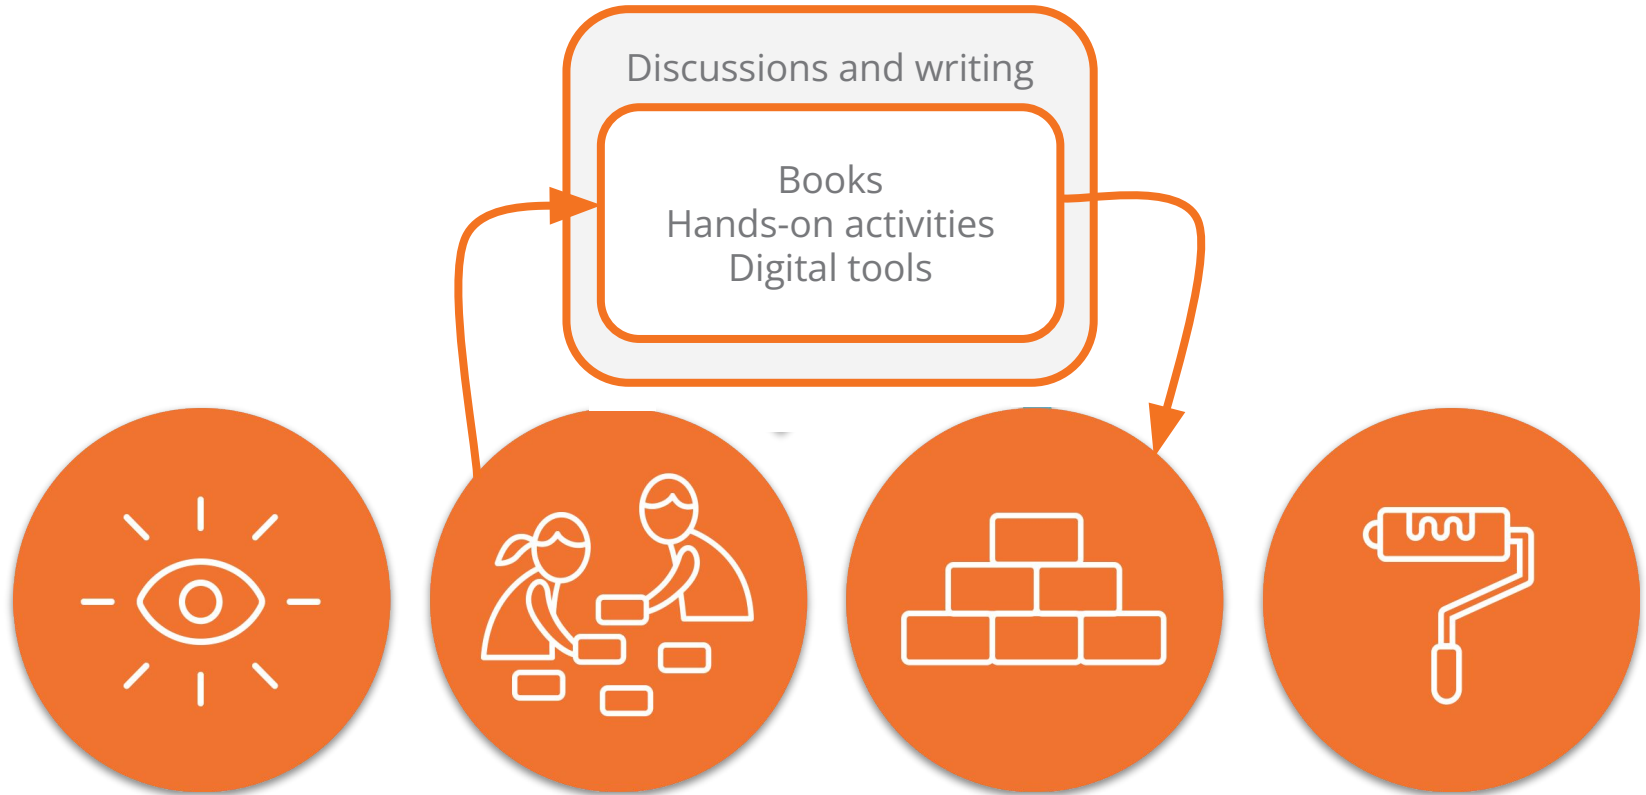 Discussions and writing
Books
Hands-on activities
Digital tools